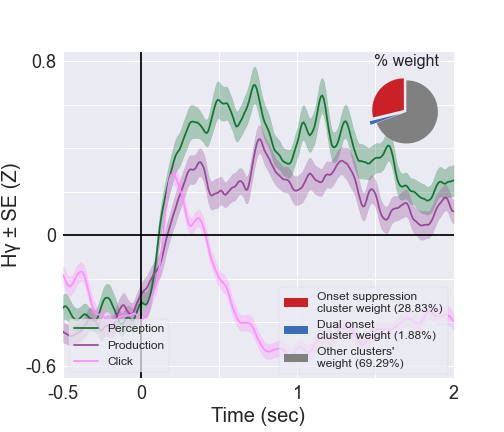 % weight
0.8
0
-0.6
Hγ ± SE (Z)
Perception
Production
Click
Onset suppression
cluster weight (28.83%)
Dual onset
cluster weight (1.88%)
Other clusters'
weight (69.29%)
-0.5
0
1
2
Time (sec)